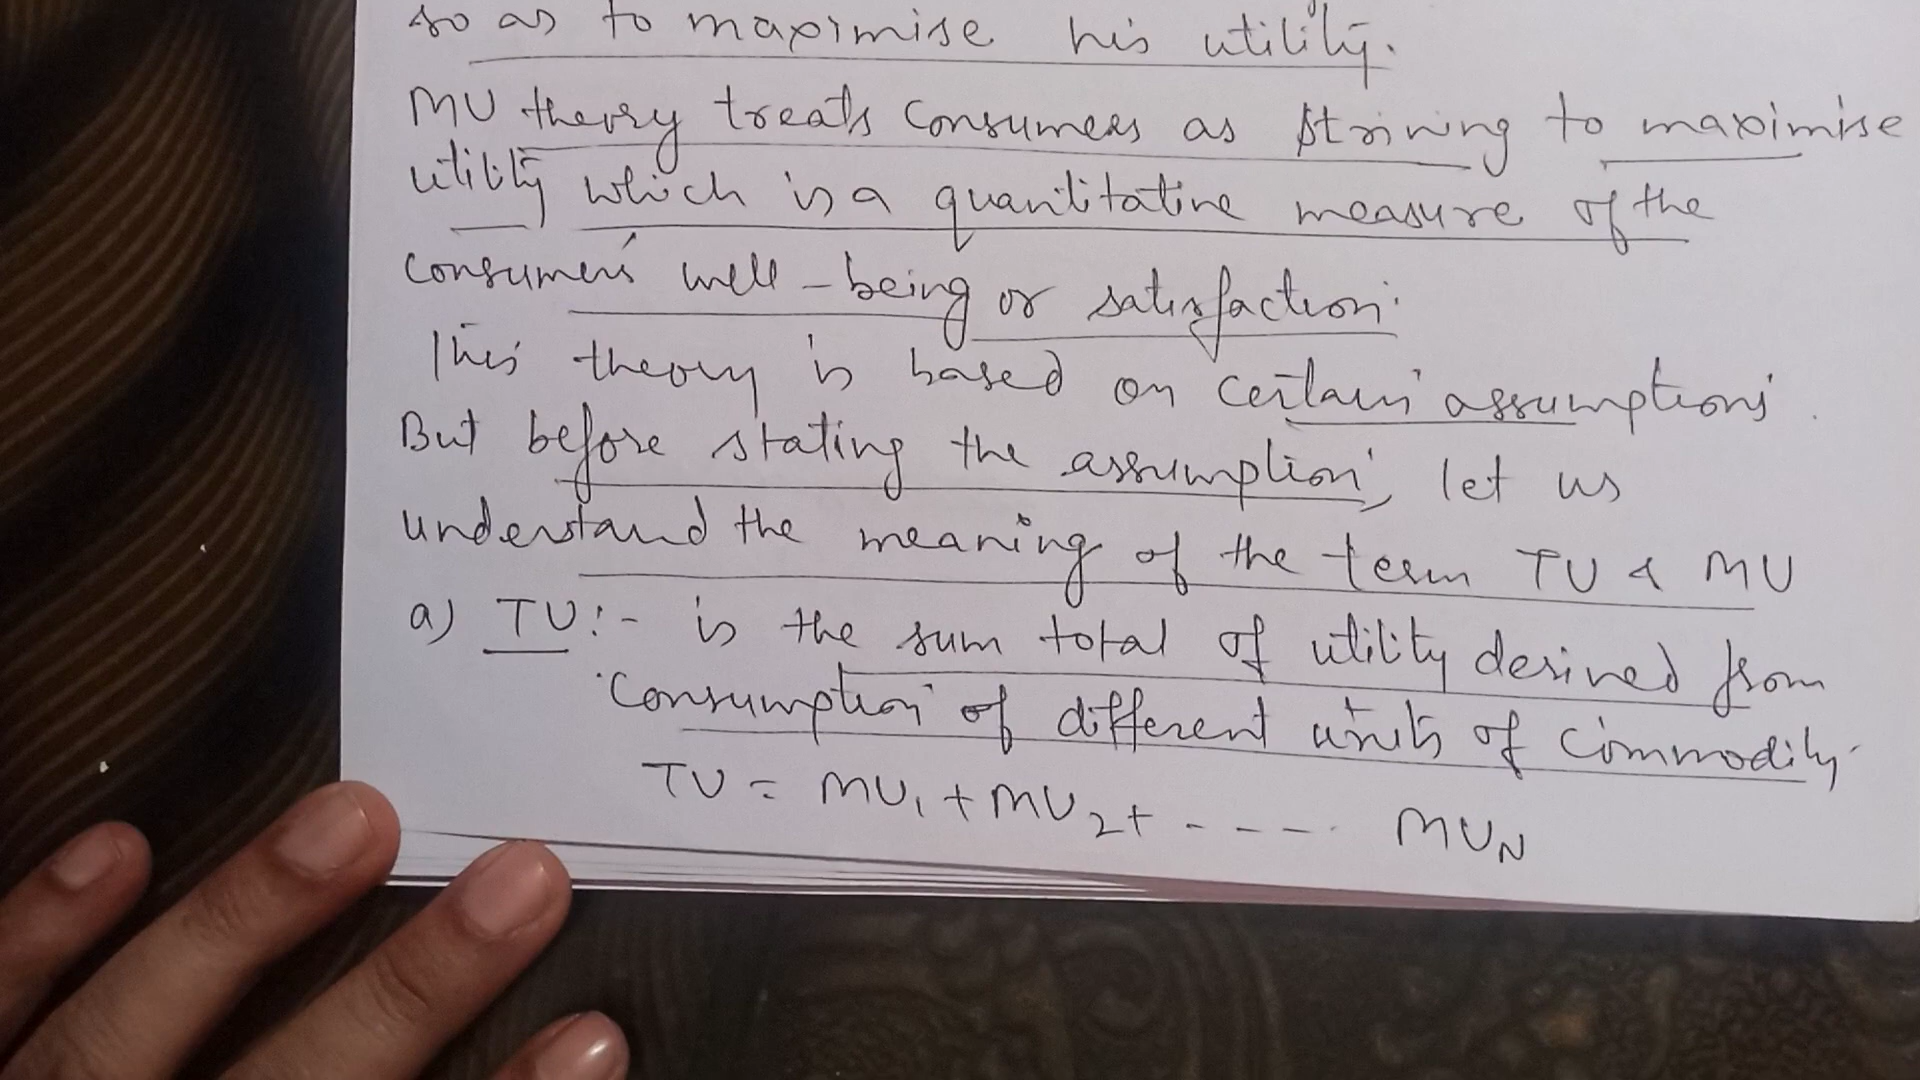 so as to maximise his utility.
MU theory treats consumers as striving to maximise
utility which is a quantitative measure of the
consumer's well-being or satisfaction.
This theory is based on certain assumptions.
But before stating the assumption, let us
understand the meaning of the term TU & MU
a) TU:- is the sum total of utility derived from
consumption of different units of commodity.
TU = MU₁ + MU₂ + - - - - . MU_N